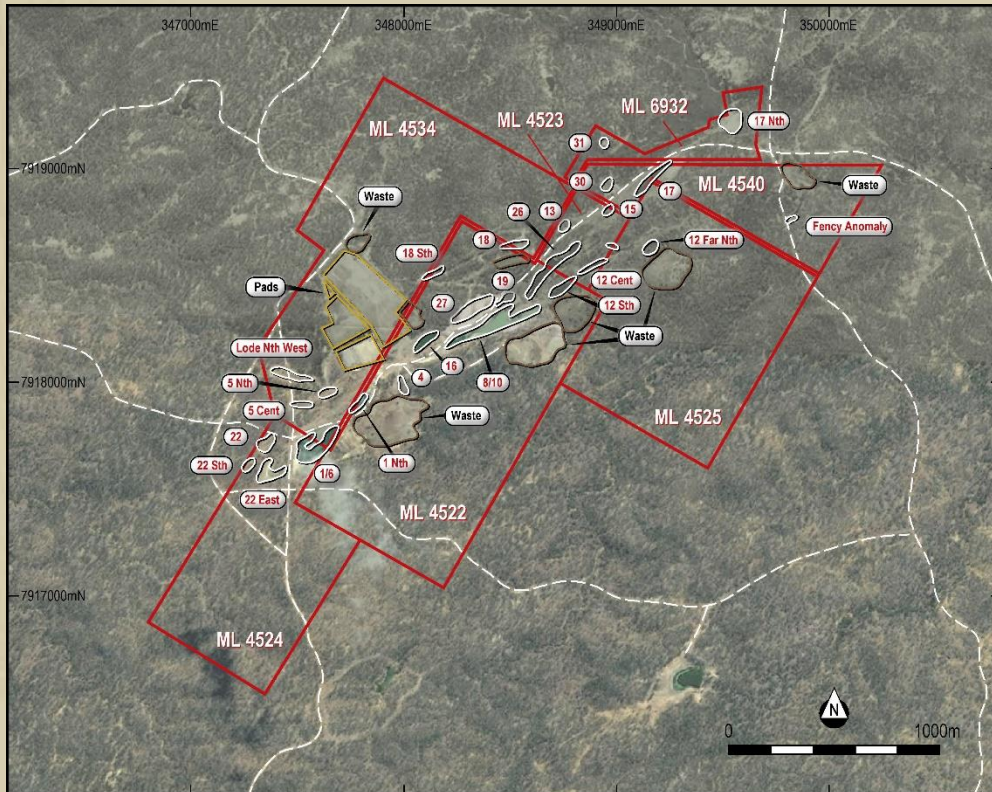 347000mE
348000mE
349000mE
350000mE
ML 6932
ML 4523
17 Nth
ML 4534
31
7919000mN
30
ML 4540
17
Waste
Waste
26
13
15
Fency Anomaly
18
12 Far Nth
18 Sth
12 Cent
Pads
19
27
12 Sth
Waste
Lode Nth West
16
4
8/10
7918000mN
5 Nth
5 Cent
ML 4525
Waste
22
22 Sth
1/6
1 Nth
22 East
ML 4522
7917000mN
ML 4524
N
0
1000m